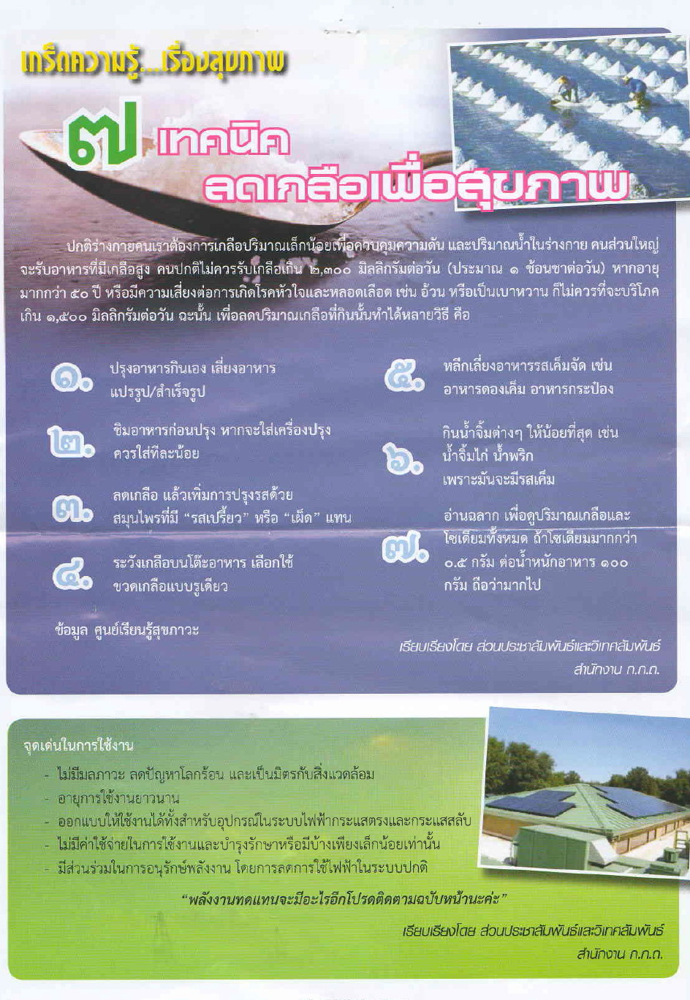 เกร็ดความรู้...เรื่องสุขภาพ
๗ เทคนิค
ลดเกลือเพื่อสุขภาพ
ปกติร่างกายคนเราต้องการเกลือปริมาณเล็กน้อยเพื่อควบคุมความดัน และปริมาณน้ำในร่างกาย คนส่วนใหญ่
จะรับอาหารที่มีเกลือสูง คนปกติไม่ควรรับเกลือเกิน ๒,๓๐๐ มิลลิกรัมต่อวัน (ประมาณ ๑ ช้อนชาต่อวัน) หากอายุ
มากกว่า ๕๐ ปี หรือมีความเสี่ยงต่อการเกิดโรคหัวใจและหลอดเลือด เช่น อ้วน หรือเป็นเบาหวาน ก็ไม่ควรที่จะบริโภค
เกิน ๑,๕๐๐ มิลลิกรัมต่อวัน ฉะนั้น เพื่อลดปริมาณเกลือที่กินนั้นทำได้หลายวิธี คือ
๑. ปรุงอาหารกินเอง เลี่ยงอาหาร
แปรรูป/สำเร็จรูป
๒. ชิมอาหารก่อนปรุง หากจะใส่เครื่องปรุง
ควรใส่ทีละน้อย
๓. ลดเกลือ แล้วเพิ่มการปรุงรสด้วย
สมุนไพรที่มี “รสเปรี้ยว” หรือ “เผ็ด” แทน
๔. ระวังเกลือบนโต๊ะอาหาร เลือกใช้
ขวดเกลือแบบรูเดียว
๕. หลีกเลี่ยงอาหารรสเค็มจัด เช่น
อาหารดองเค็ม อาหารกระป๋อง
๖. กินน้ำจิ้มต่างๆ ให้น้อยที่สุด เช่น
น้ำจิ้มไก่ น้ำพริก
เพราะมันจะมีรสเค็ม
๗. อ่านฉลาก เพื่อดูปริมาณเกลือและ
โซเดียมทั้งหมด ถ้าโซเดียมมากกว่า
๐.๕ กรัม ต่อน้ำหนักอาหาร ๑๐๐
กรัม ถือว่ามากไป
ข้อมูล ศูนย์เรียนรู้สุขภาวะ
เรียบเรียงโดย ส่วนประชาสัมพันธ์และวิเทศสัมพันธ์
สำนักงาน ก.ก.ถ.
จุดเด่นในการใช้งาน
- ไม่มีมลภาวะ ลดปัญหาโลกร้อน และเป็นมิตรกับสิ่งแวดล้อม
- อายุการใช้งานยาวนาน
- ออกแบบให้ใช้งานได้ทั้งสำหรับอุปกรณ์ในระบบไฟฟ้ากระแสตรงและกระแสสลับ
- ไม่มีค่าใช้จ่ายในการใช้งานและบำรุงรักษาหรือมีบ้างเพียงเล็กน้อยเท่านั้น
- มีส่วนร่วมในการอนุรักษ์พลังงาน โดยการลดการใช้ไฟฟ้าในระบบปกติ
“พลังงานทดแทนจะมีอะไรอีกโปรดติดตามฉบับหน้านะค่ะ”
เรียบเรียงโดย ส่วนประชาสัมพันธ์และวิเทศสัมพันธ์
สำนักงาน ก.ก.ถ.